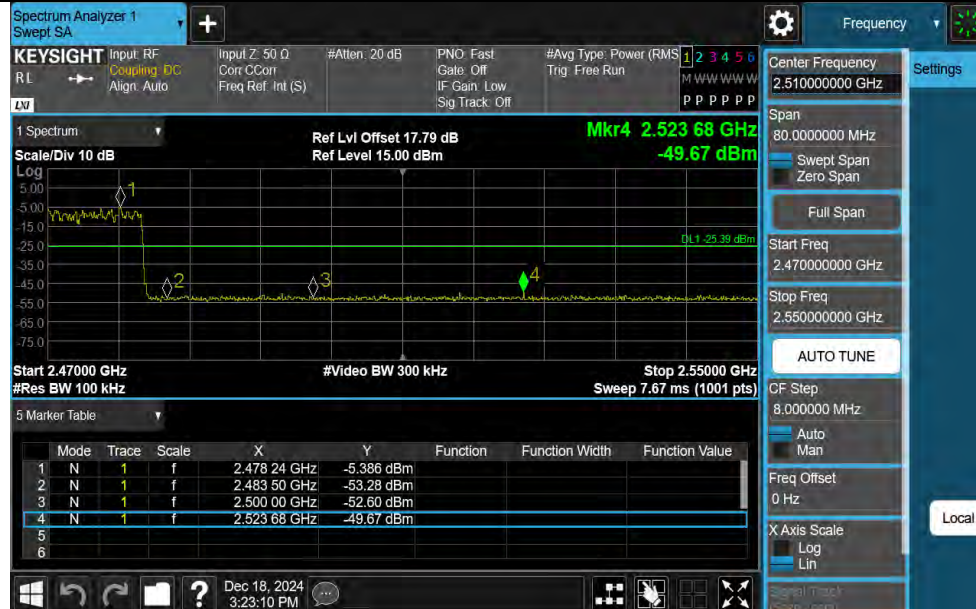 Spectrum Analyzer 1
Swept SA
+
Frequency
KEYSIGHT
RL
LXI
Input: RF
Coupling: DC
Align: Auto
Input Z: 50 Ω
Corr CCorr
Freq Ref: Int (S)
#Atten: 20 dB
PNO: Fast
Gate: Off
IF Gain: Low
Sig Track: Off
#Avg Type: Power (RMS
Trig: Free Run
1 2 3 4 5 6
M W W W W W
P P P P P P
1 Spectrum
Scale/Div 10 dB
Log
Ref Lvl Offset 17.79 dB
Ref Level 15.00 dBm
Mkr4 2.523 68 GHz
-49.67 dBm
5.00
-5.00
-15.0
-25.0
-35.0
-45.0
-55.0
-65.0
-75.0
1
2
3
4
DL1 -25.39 dBm
Start 2.47000 GHz
#Res BW 100 kHz
#Video BW 300 kHz
Stop 2.55000 GHz
Sweep 7.67 ms (1001 pts)
5 Marker Table
Mode Trace Scale X Y Function Function Width Function Value
1 N 1 f 2.478 24 GHz -5.386 dBm
2 N 1 f 2.483 50 GHz -53.28 dBm
3 N 1 f 2.500 00 GHz -52.60 dBm
4 N 1 f 2.523 68 GHz -49.67 dBm
5
6
Dec 18, 2024
3:23:10 PM
?
Center Frequency
2.510000000 GHz
Span
80.0000000 MHz
Swept Span
Zero Span
Full Span
Start Freq
2.470000000 GHz
Stop Freq
2.550000000 GHz
AUTO TUNE
CF Step
8.000000 MHz
Auto
Man
Freq Offset
0 Hz
X Axis Scale
Log
Lin
Signal Track
Settings
Local